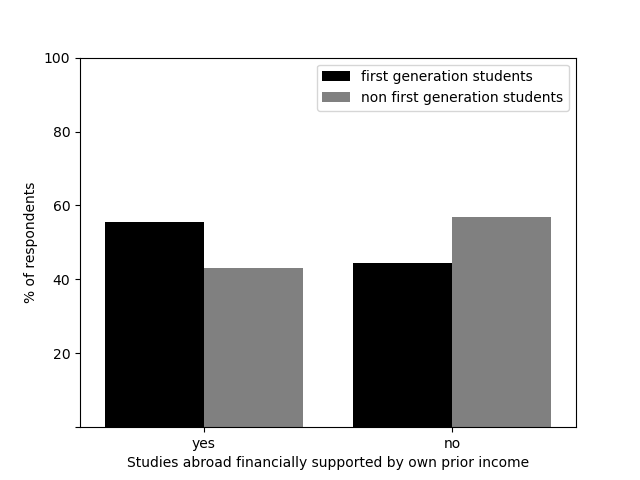 100
80
60
40
20
% of respondents
first generation students
non first generation students
yes
no
Studies abroad financially supported by own prior income